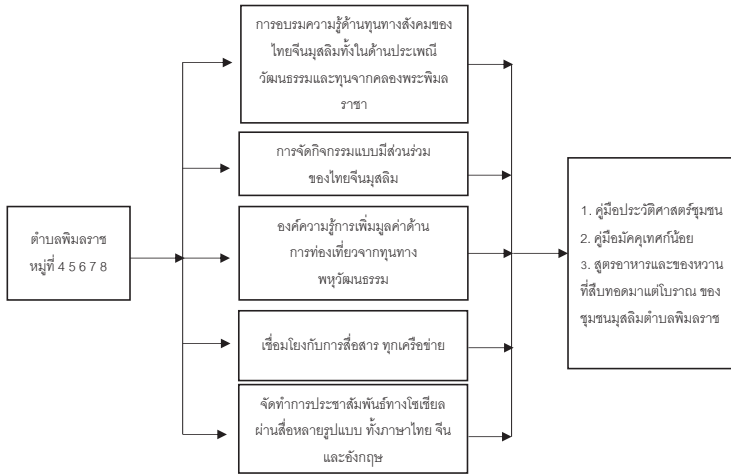 ตำบลพิมลราช
หมู่ที่ 4 5 6 7 8
การอบรมความรู้ด้านทุนทางสังคมของ
ไทยจีนมุสลิมทั้งในด้านประเพณี
วัฒนธรรมและทุนจากคลองพระพิมล
ราชา
การจัดกิจกรรมแบบมีส่วนร่วม
ของไทยจีนมุสลิม
องค์ความรู้การเพิ่มมูลค่าด้าน
การท่องเที่ยวจากทุนทาง
พหุวัฒนธรรม
เชื่อมโยงกับการสื่อสาร ทุกเครือข่าย
จัดทำการประชาสัมพันธ์ทางโซเชียล
ผ่านสื่อหลายรูปแบบ ทั้งภาษาไทย จีน
และอังกฤษ
1. คู่มือประวัติศาสตร์ชุมชน
2. คู่มือมัคคุเทศก์น้อย
3. สูตรอาหารและของหวาน
ที่สืบทอดมาแต่โบราณ ของ
ชุมชนมุสลิมตำบลพิมลราช